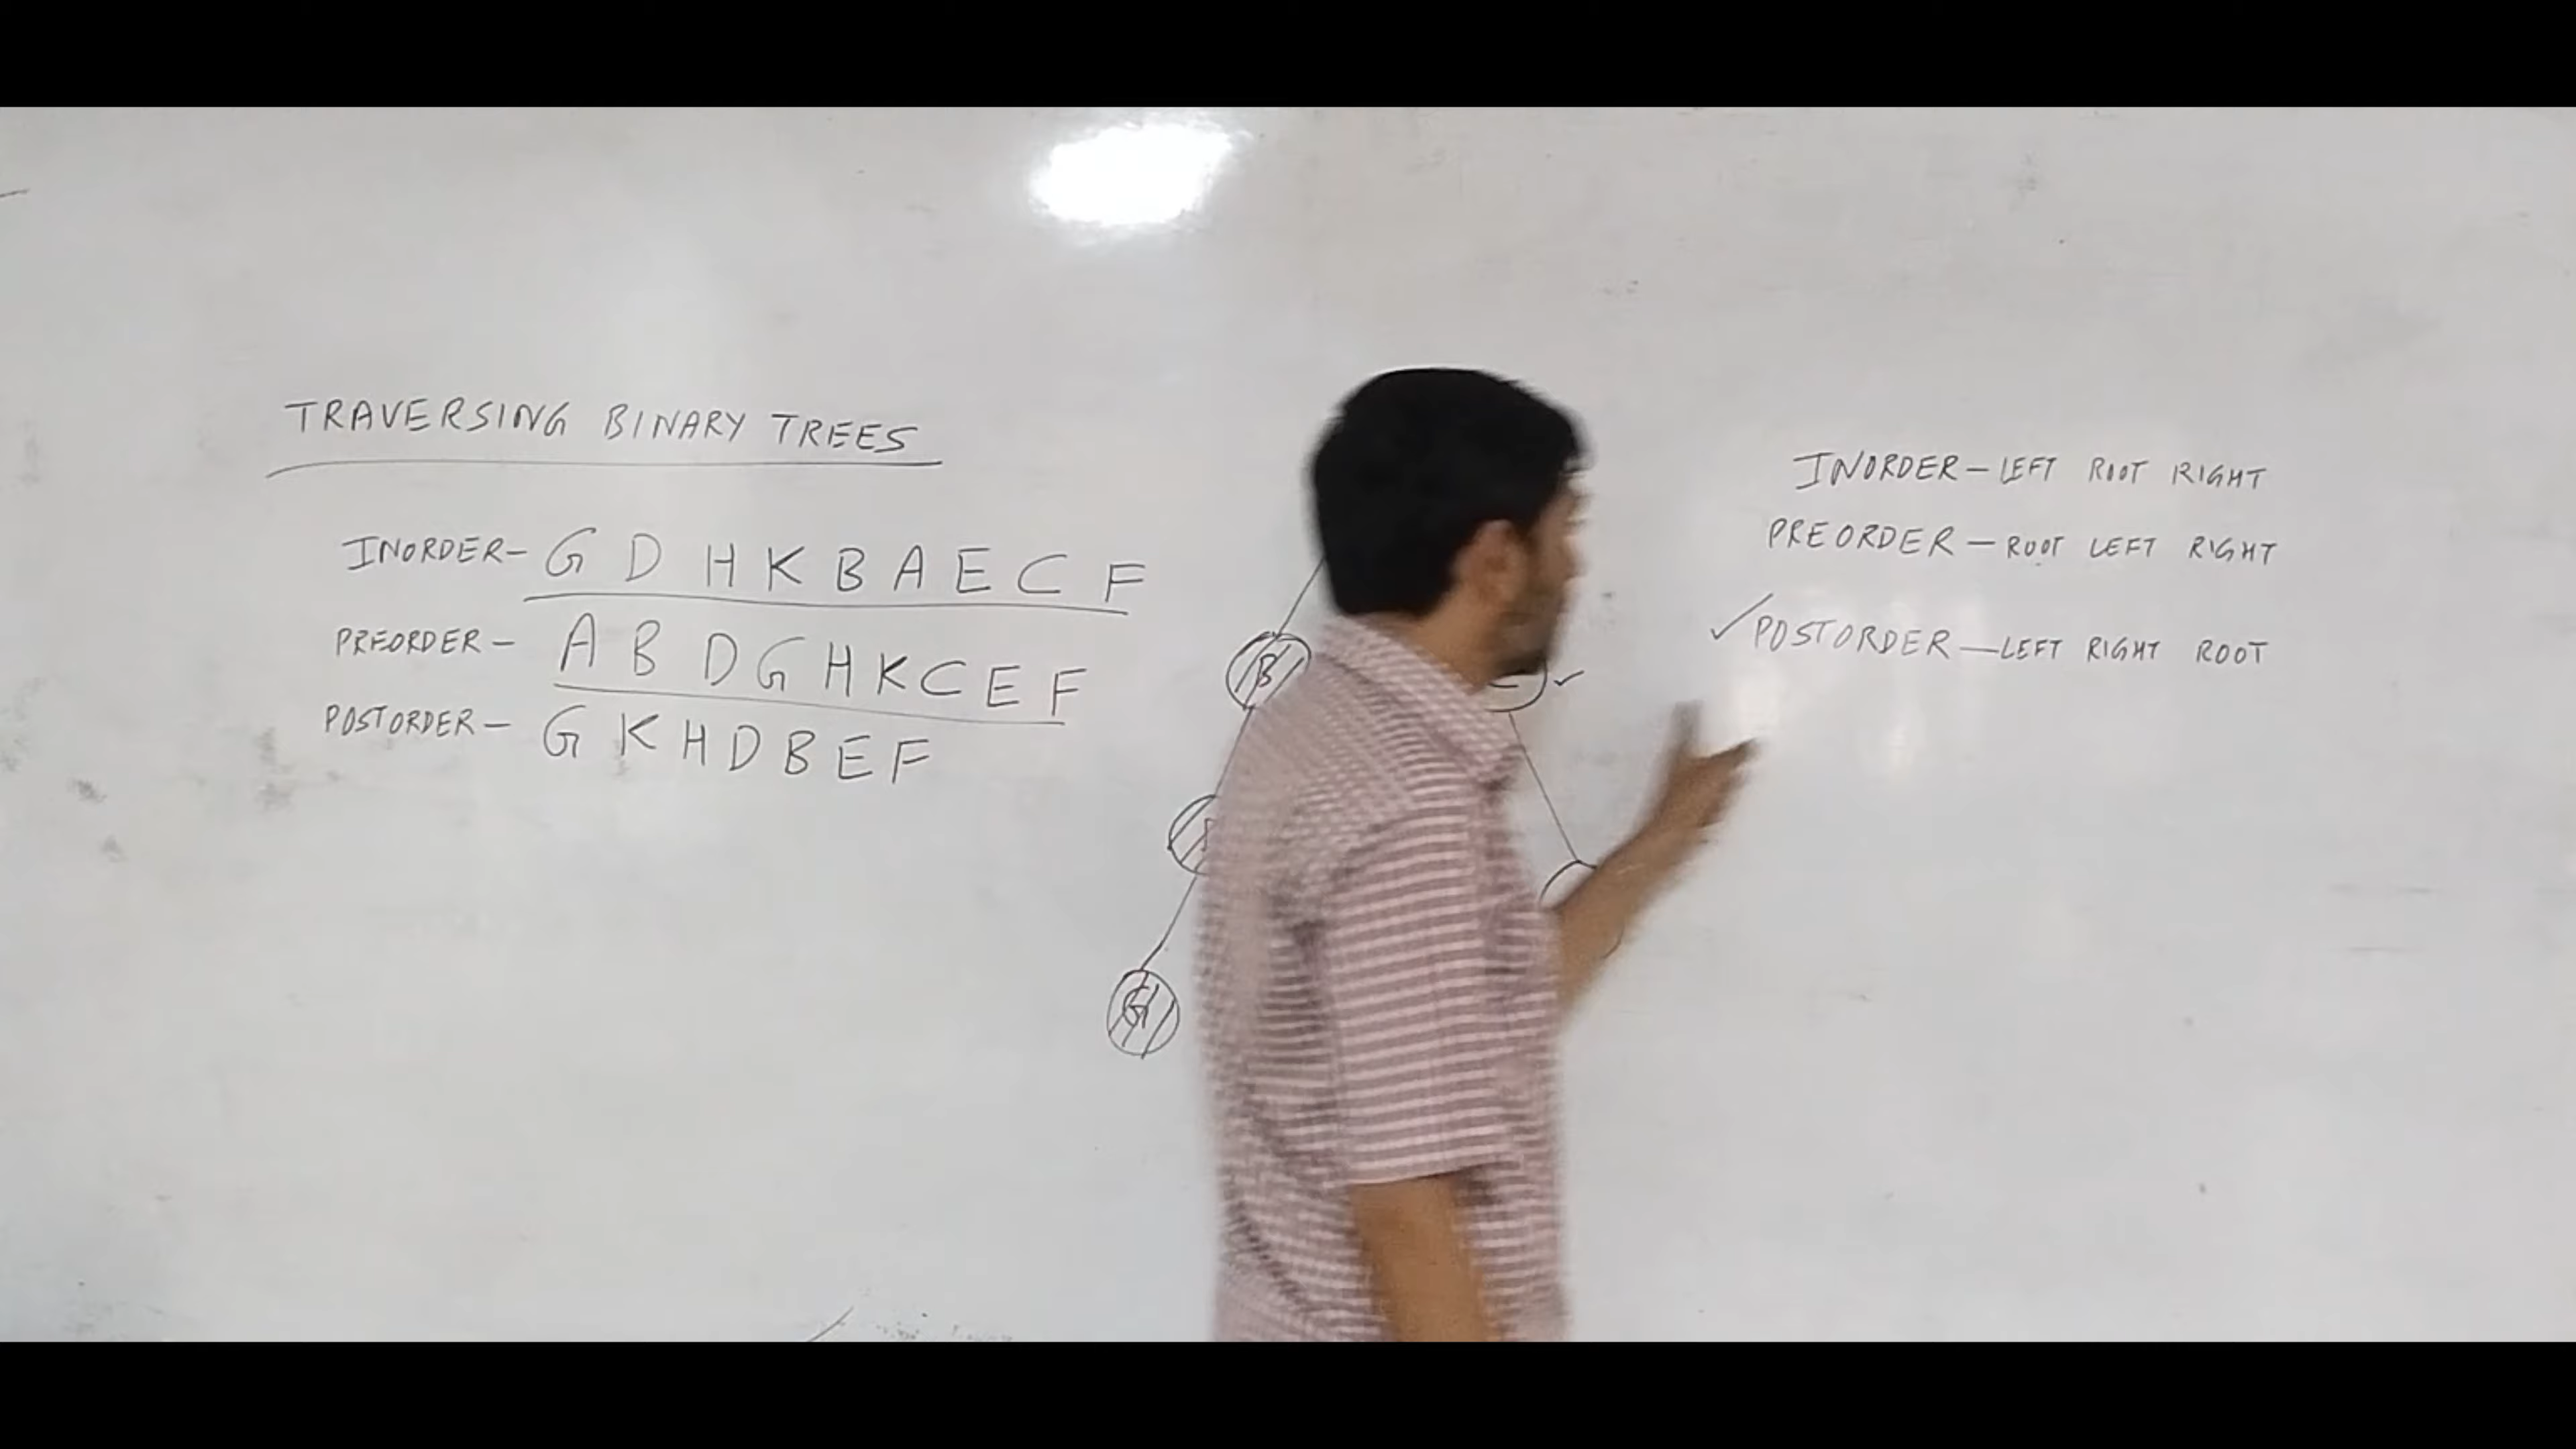 TRAVERSING BINARY TREES
INORDER- G D H K B A E C F
PREORDER- A B D G H K C E F
POSTORDER- G K H D B E F
B
G
INORDER-LEFT ROOT RIGHT
PREORDER-ROOT LEFT RIGHT
✓POSTORDER-LEFT RIGHT ROOT